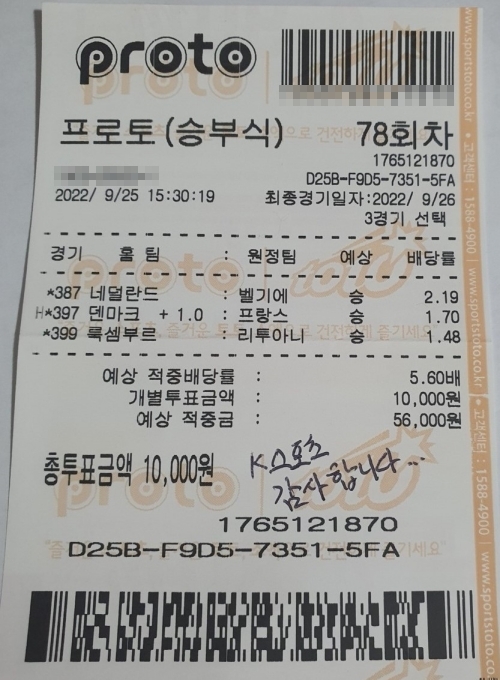 proto
프로토(승부식) 78회차
1765121870
D25B-F9D5-7351-5FA
2022/ 9/25 15:30:19 최종경기일자:2022/ 9/26
3경기 선택
경기 홈 팀 : 원정팀 예상 배당률
*387 네덜란드 : 벨기에 승 2.19
H*397 덴마크 + 1.0 : 프랑스 승 1.70
*399 룩셈부르 : 리투아니 승 1.48
예상 적중배당률 : 5.60배
개별투표금액 : 10,000원
예상 적중금 : 56,000원
총투표금액 10,000원
K스포츠
감사합니다...
1765121870
D25B-F9D5-7351-5FA
www.sportstoto.co.kr * 고객센터 : 1588-4900